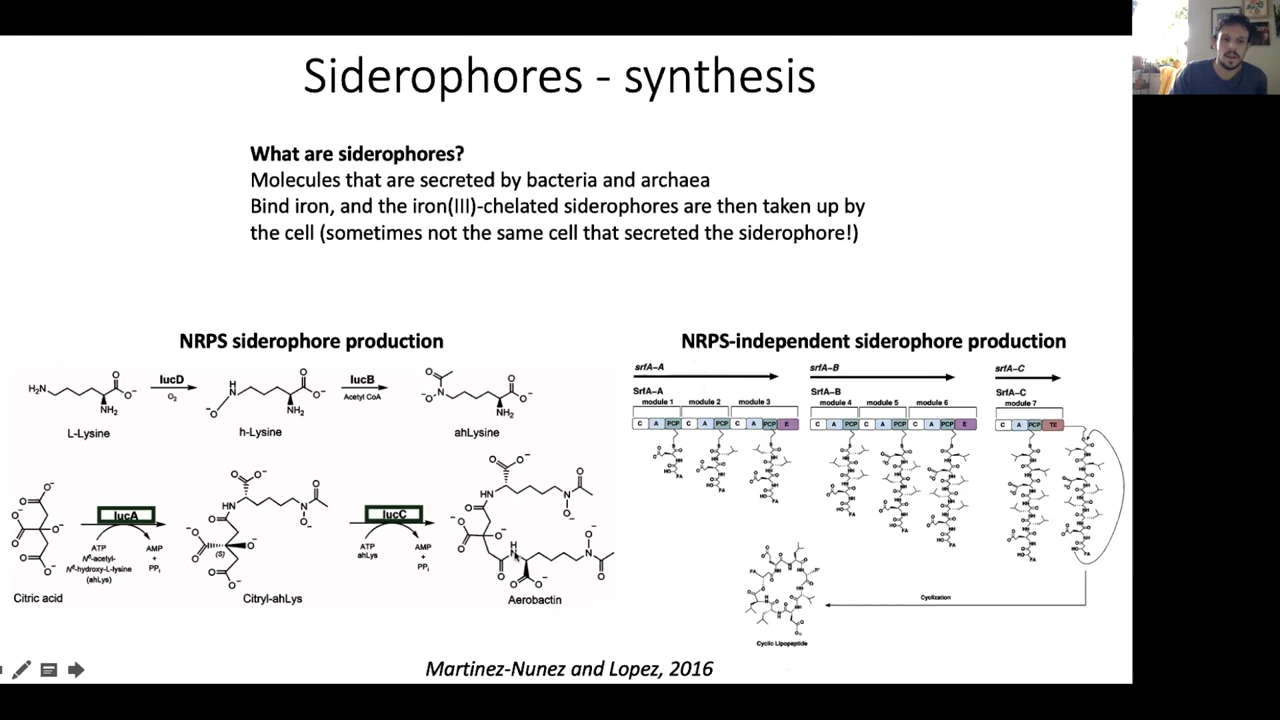 Siderophores - synthesis
What are siderophores?
Molecules that are secreted by bacteria and archaea
Bind iron, and the iron(III)-chelated siderophores are then taken up by
the cell (sometimes not the same cell that secreted the siderophore!)
NRPS siderophore production
IucD
O2
IucB
Acetyl CoA
L-Lysine
h-Lysine
ahLysine
IucA
ATP
N6-acetyl-
N6-hydroxy-L-lysine
(ahLys)
AMP
+
PPi
IucC
ATP
ahLys
AMP
+
PPi
(S)
Citric acid
Citryl-ahLys
Aerobactin
NRPS-independent siderophore production
srfA-A
srfA-B
srfA-C
SrfA-A
SrfA-B
SrfA-C
module 1 module 2 module 3
module 4 module 5 module 6
module 7
C A PCP C A PCP C A PCP E
C A PCP C A PCP C A PCP E
C A PCP TE
Cyclization
Cyclic Lipopeptide
Martinez-Nunez and Lopez, 2016